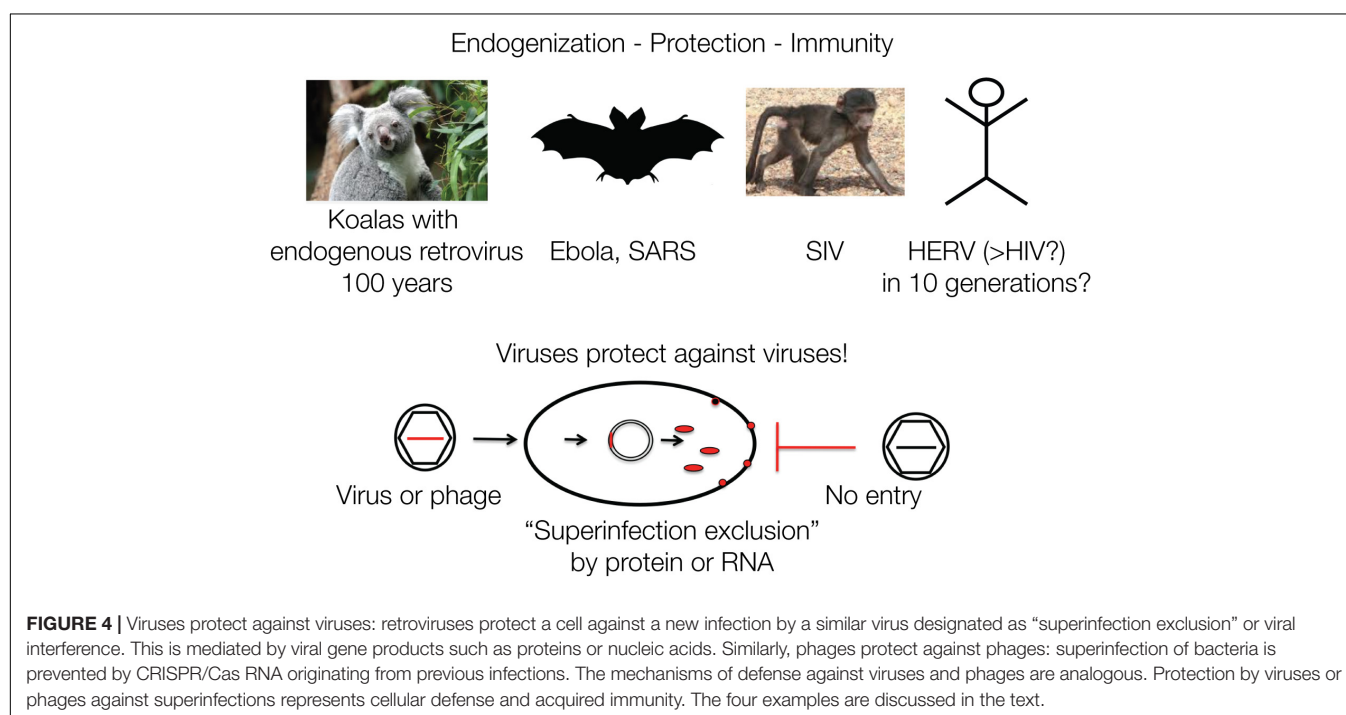 Endogenization - Protection - Immunity
Koalas with
endogenous retrovirus
100 years
Ebola, SARS
SIV
HERV (>HIV?)
in 10 generations?
Viruses protect against viruses!
Virus or phage
No entry
“Superinfection exclusion”
by protein or RNA
FIGURE 4 | Viruses protect against viruses: retroviruses protect a cell against a new infection by a similar virus designated as “superinfection exclusion” or viral
interference. This is mediated by viral gene products such as proteins or nucleic acids. Similarly, phages protect against phages: superinfection of bacteria is
prevented by CRISPR/Cas RNA originating from previous infections. The mechanisms of defense against viruses and phages are analogous. Protection by viruses or
phages against superinfections represents cellular defense and acquired immunity. The four examples are discussed in the text.